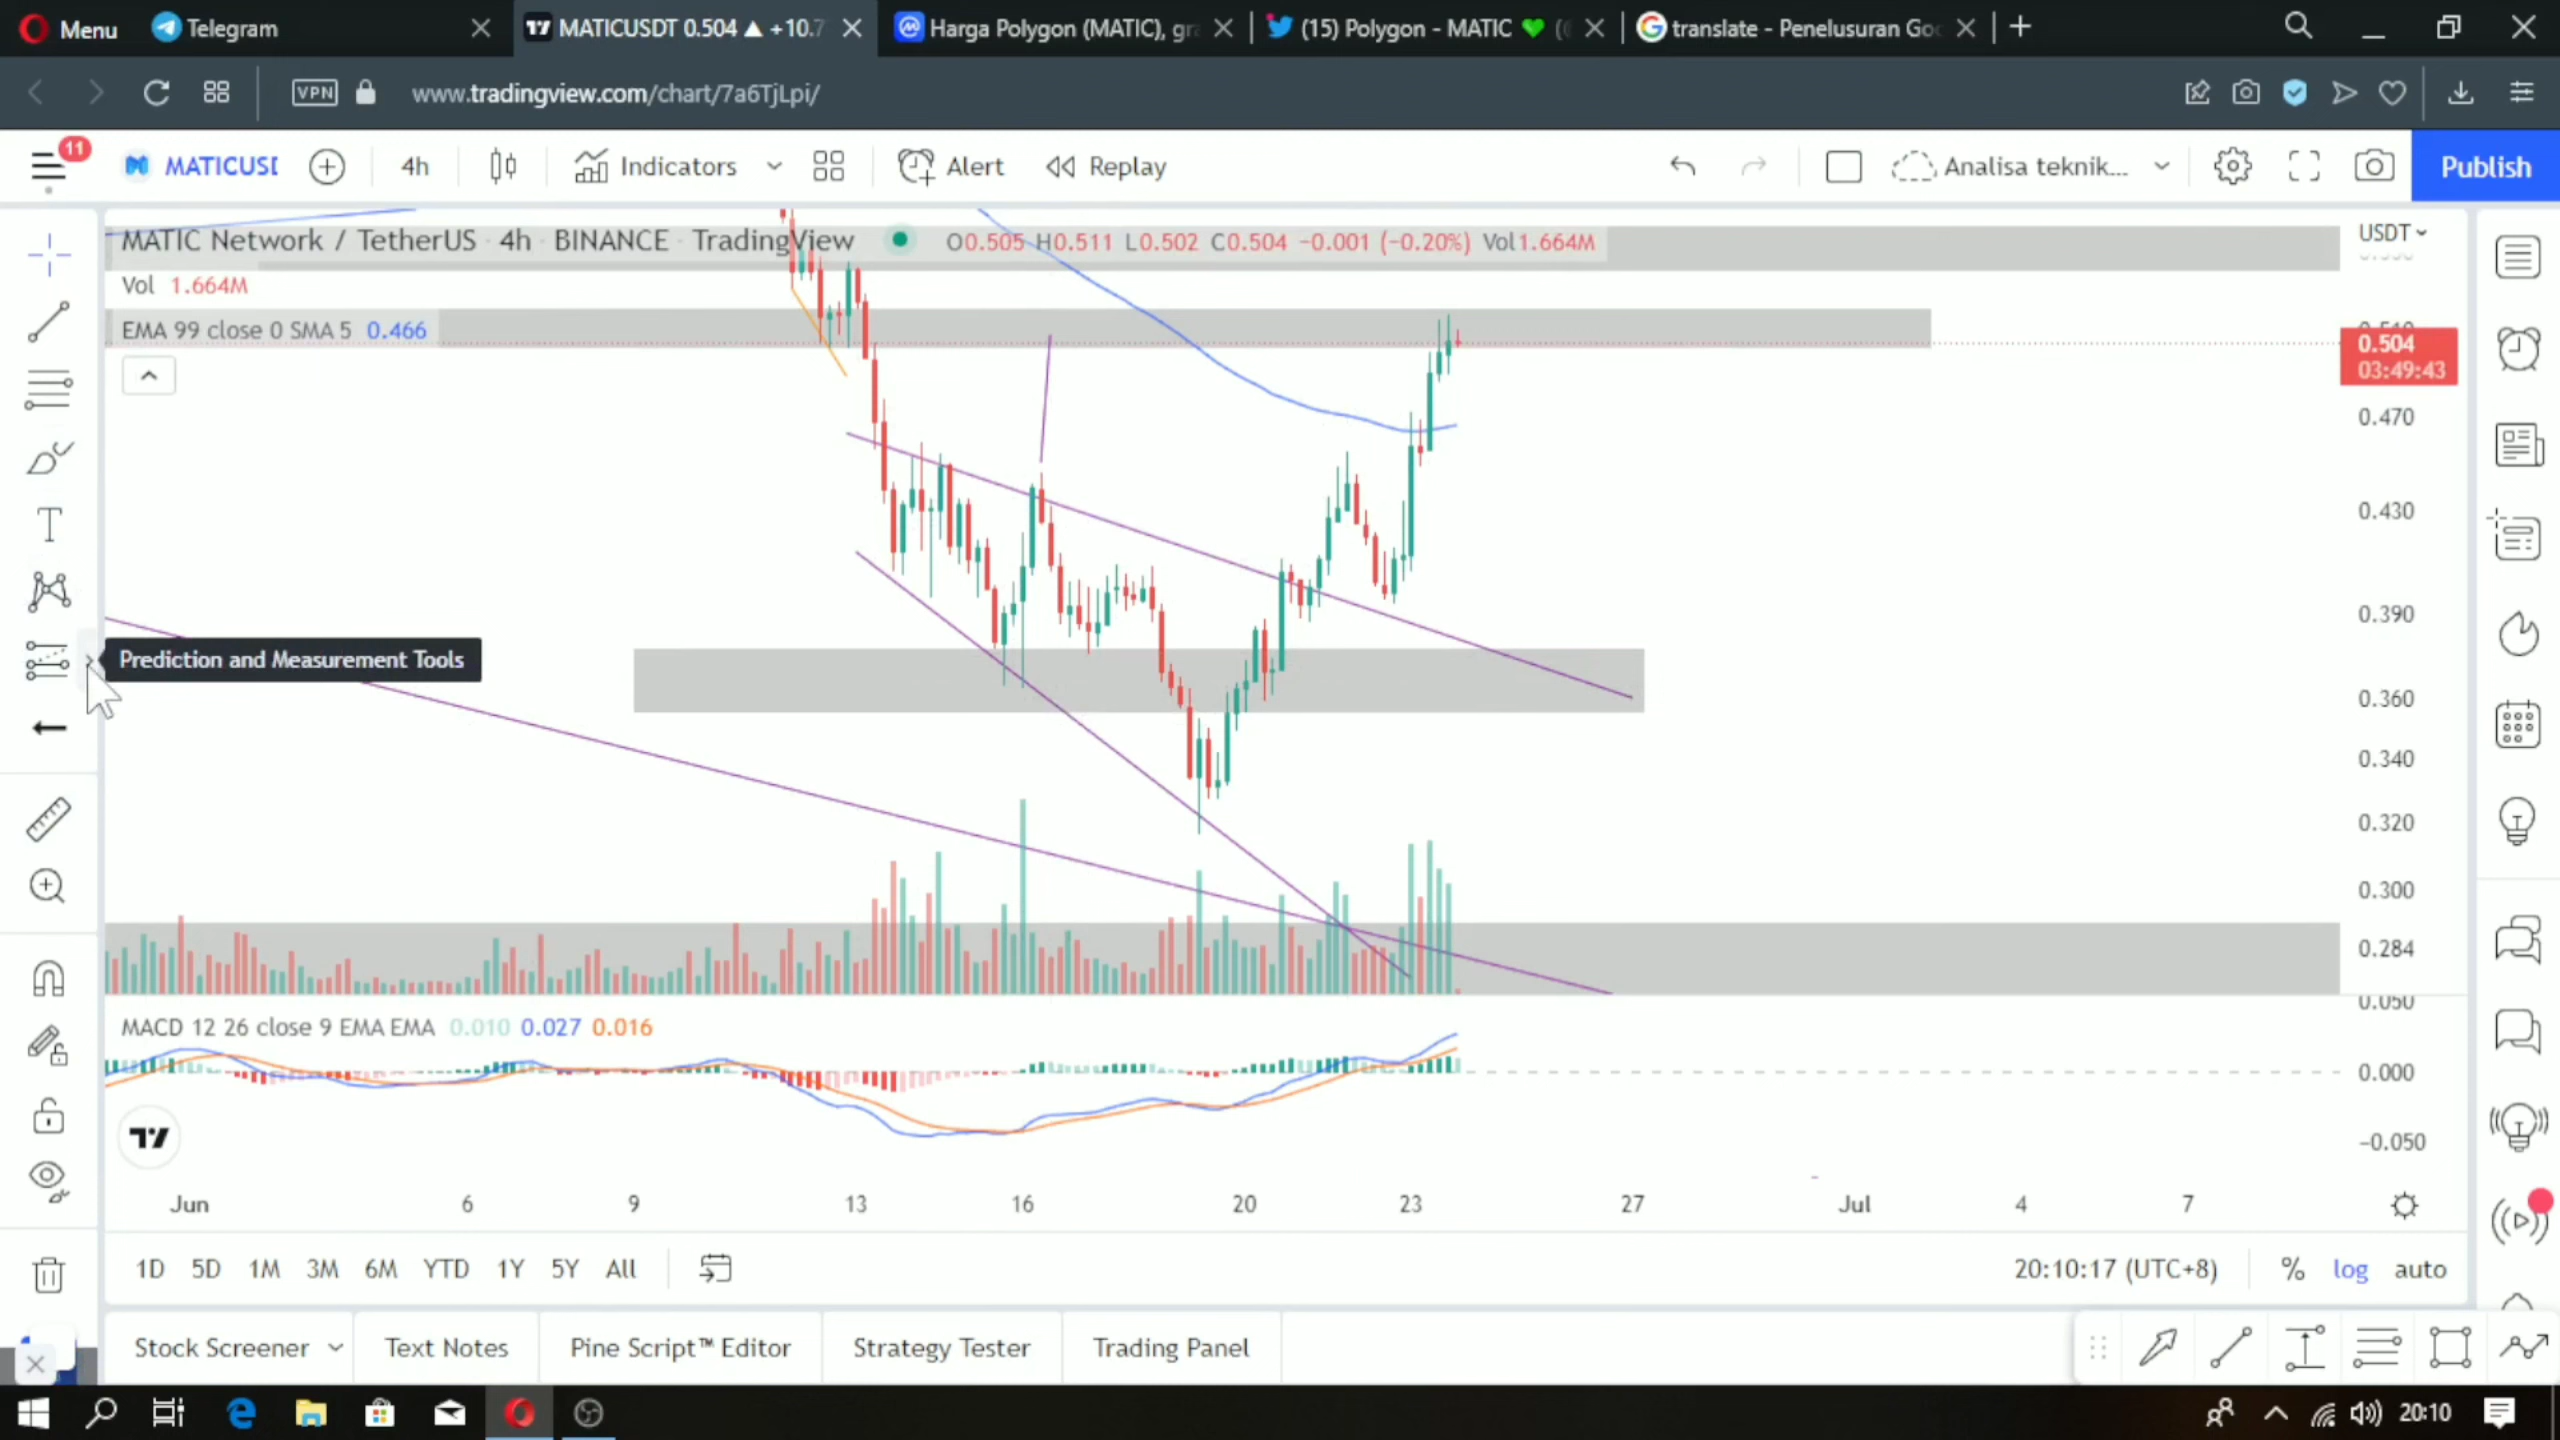 Menu
Telegram
MATICUSDT 0.504 ▲ +10.7
Harga Polygon (MATIC), gr
(15) Polygon - MATIC 💚 (
translate - Penelusuran Goo
VPN
www.tradingview.com/chart/7a6TjLpi/
11
MATICUSD
4h
Indicators
Alert
Replay
Analisa teknik...
Publish
MATIC Network / TetherUS · 4h · BINANCE · TradingView
O0.505 H0.511 L0.502 C0.504 −0.001 (−0.20%) Vol1.664M
USDT
Vol 1.664M
EMA 99 close 0 SMA 5 0.466
0.510
0.504
03:49:43
0.470
0.430
0.390
Prediction and Measurement Tools
0.360
0.340
0.320
0.300
0.284
0.050
MACD 12 26 close 9 EMA EMA 0.010 0.027 0.016
0.000
−0.050
Jun 6 9 13 16 20 23 27 Jul 4 7
1D 5D 1M 3M 6M YTD 1Y 5Y All
20:10:17 (UTC+8)
% log auto
Stock Screener
Text Notes
Pine Script™ Editor
Strategy Tester
Trading Panel
20:10